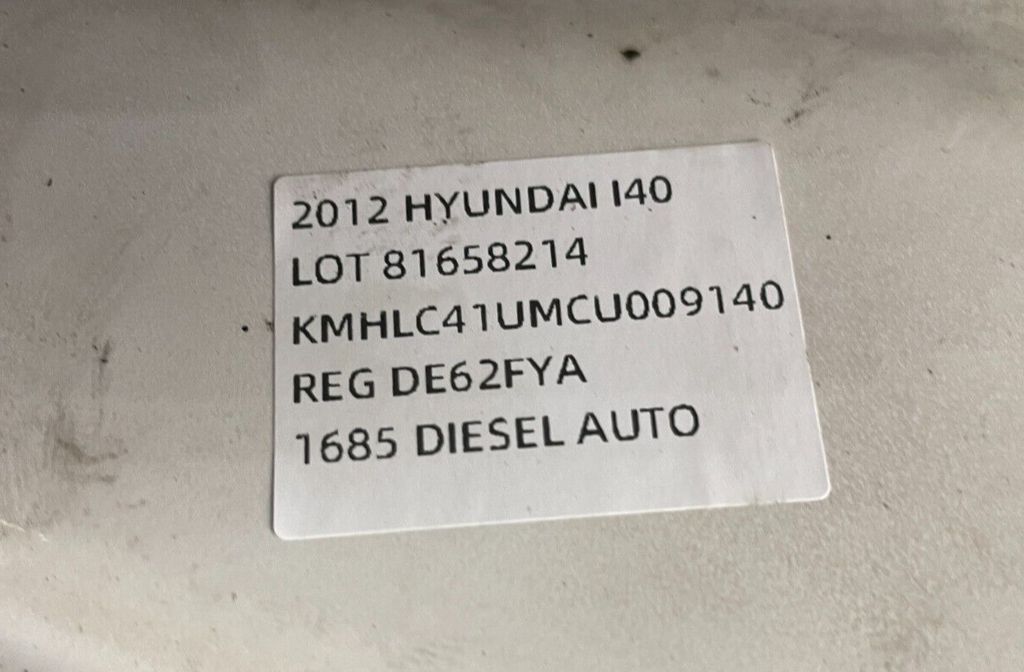 2012 HYUNDAI I40
LOT 81658214
KMHLC41UMCU009140
REG DE62FYA
1685 DIESEL AUTO